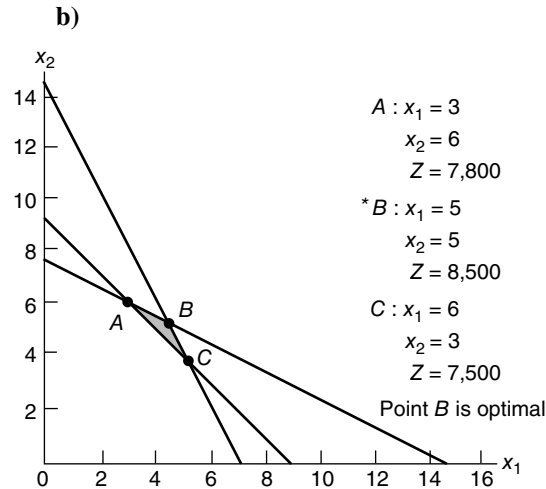 b)
x₂
14
12
10
8
6
4
2
0 2 4 6 8 10 12 14 16 x₁
A
B
C
A : x₁ = 3
x₂ = 6
Z = 7,800
*B : x₁ = 5
x₂ = 5
Z = 8,500
C : x₁ = 6
x₂ = 3
Z = 7,500
Point B is optimal